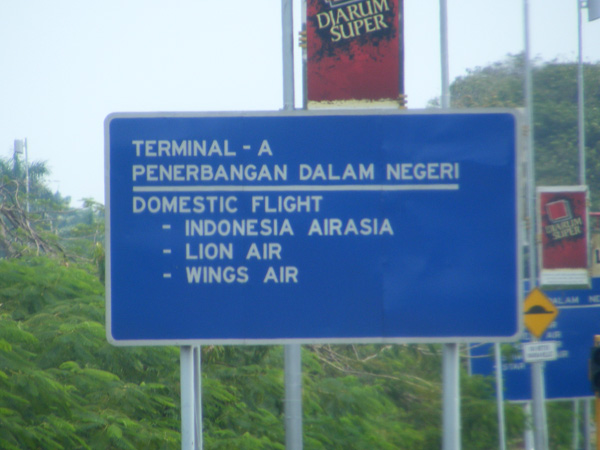 DJARUM
SUPER
TERMINAL - A
PENERBANGAN DALAM NEGERI
DOMESTIC FLIGHT
- INDONESIA AIRASIA
- LION AIR
- WINGS AIR
DJARUM
SUPER